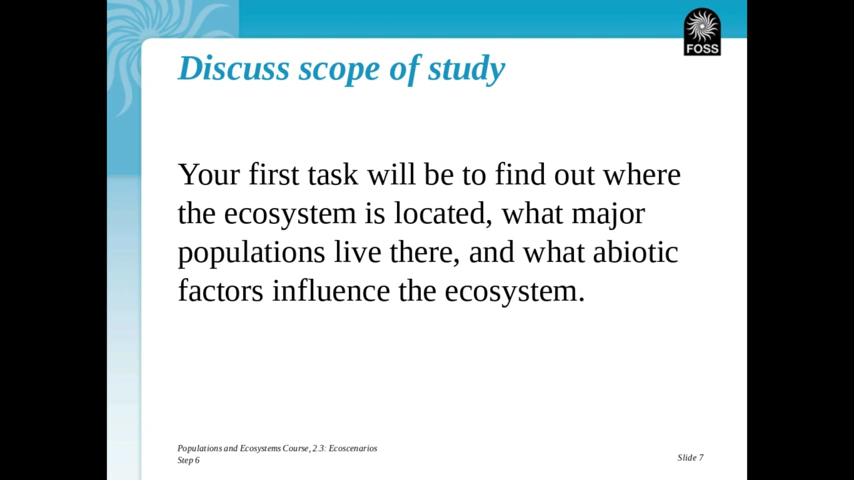 FOSS
Discuss scope of study
Your first task will be to find out where
the ecosystem is located, what major
populations live there, and what abiotic
factors influence the ecosystem.
Populations and Ecosystems Course, 2.3: Ecoscenarios
Step 6
Slide 7